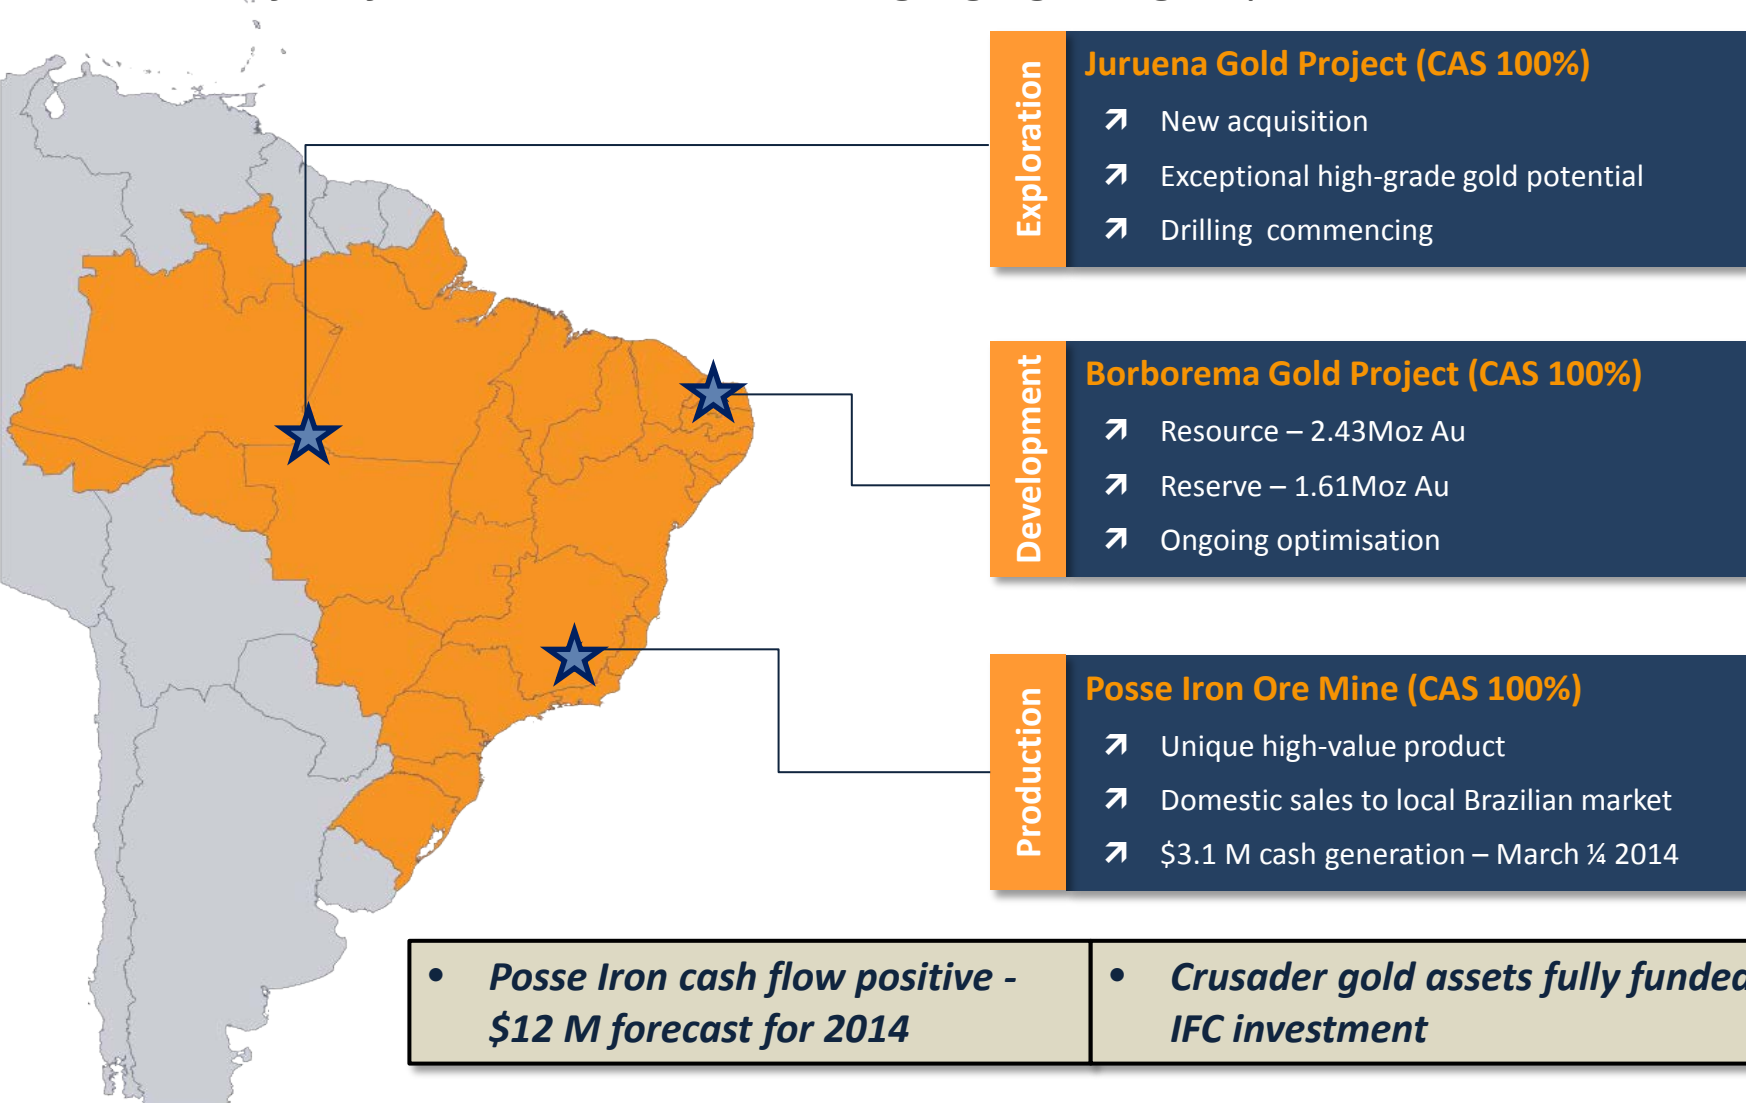 Exploration
Juruena Gold Project (CAS 100%)
New acquisition
Exceptional high-grade gold potential
Drilling commencing
Development
Borborema Gold Project (CAS 100%)
Resource – 2.43Moz Au
Reserve – 1.61Moz Au
Ongoing optimisation
Production
Posse Iron Ore Mine (CAS 100%)
Unique high-value product
Domestic sales to local Brazilian market
$3.1 M cash generation – March ¼ 2014
• Posse Iron cash flow positive -
$12 M forecast for 2014
• Crusader gold assets fully funded
IFC investment